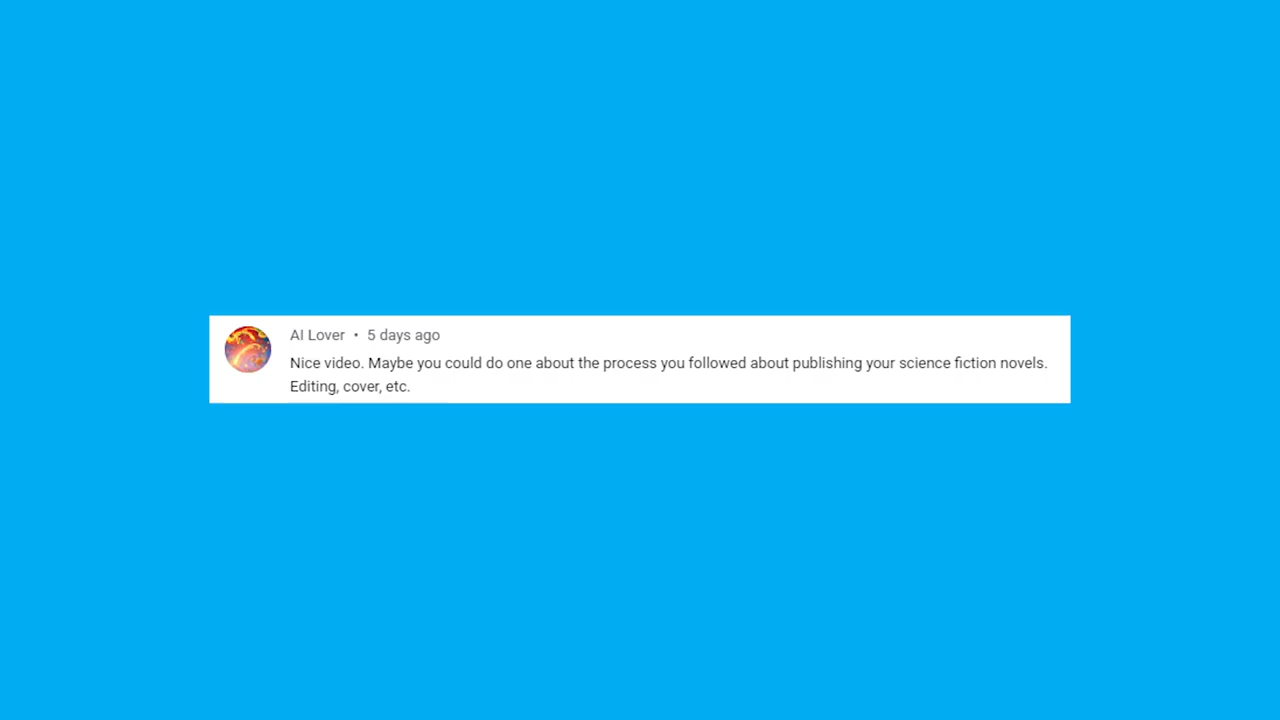 AI Lover • 5 days ago
Nice video. Maybe you could do one about the process you followed about publishing your science fiction novels.
Editing, cover, etc.